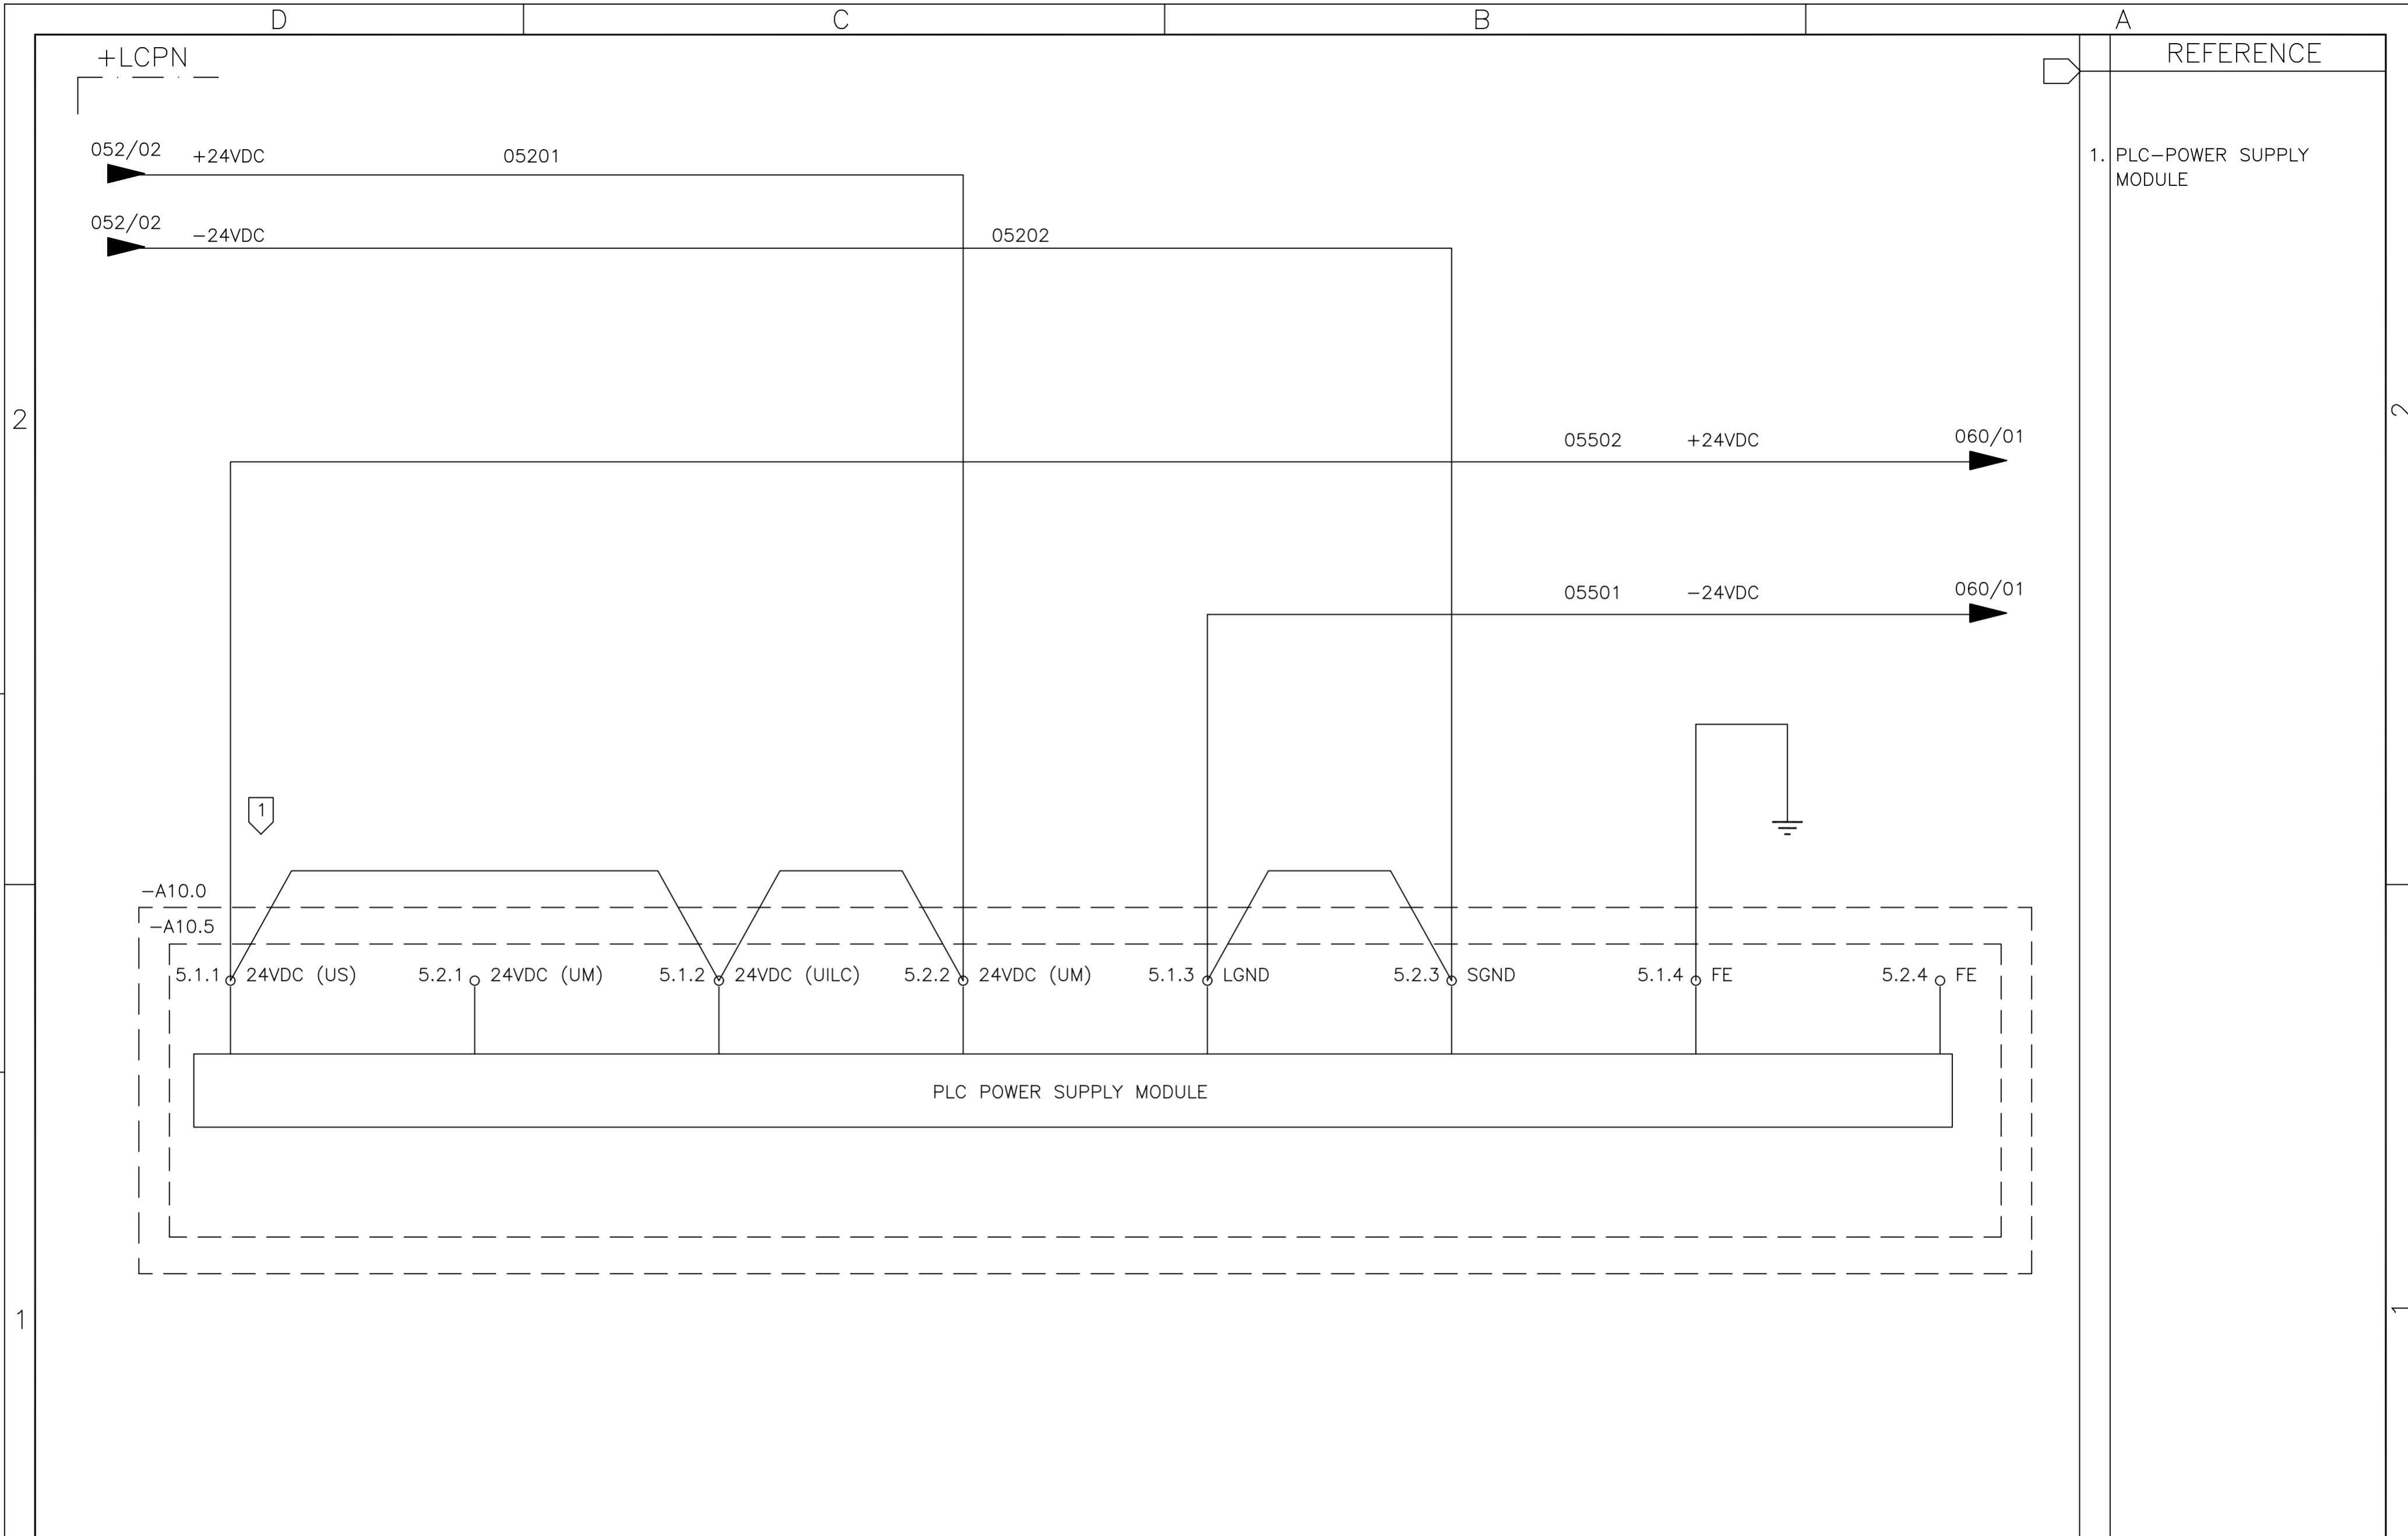 D C B A
+LCPN
REFERENCE
052/02 +24VDC 05201
1. PLC-POWER SUPPLY
MODULE
052/02 -24VDC 05202
2 2
05502 +24VDC 060/01
05501 -24VDC 060/01
1
-A10.0
-A10.5
5.1.1 24VDC (US) 5.2.1 24VDC (UM) 5.1.2 24VDC (UILC) 5.2.2 24VDC (UM) 5.1.3 LGND 5.2.3 SGND 5.1.4 FE 5.2.4 FE
PLC POWER SUPPLY MODULE
1 1